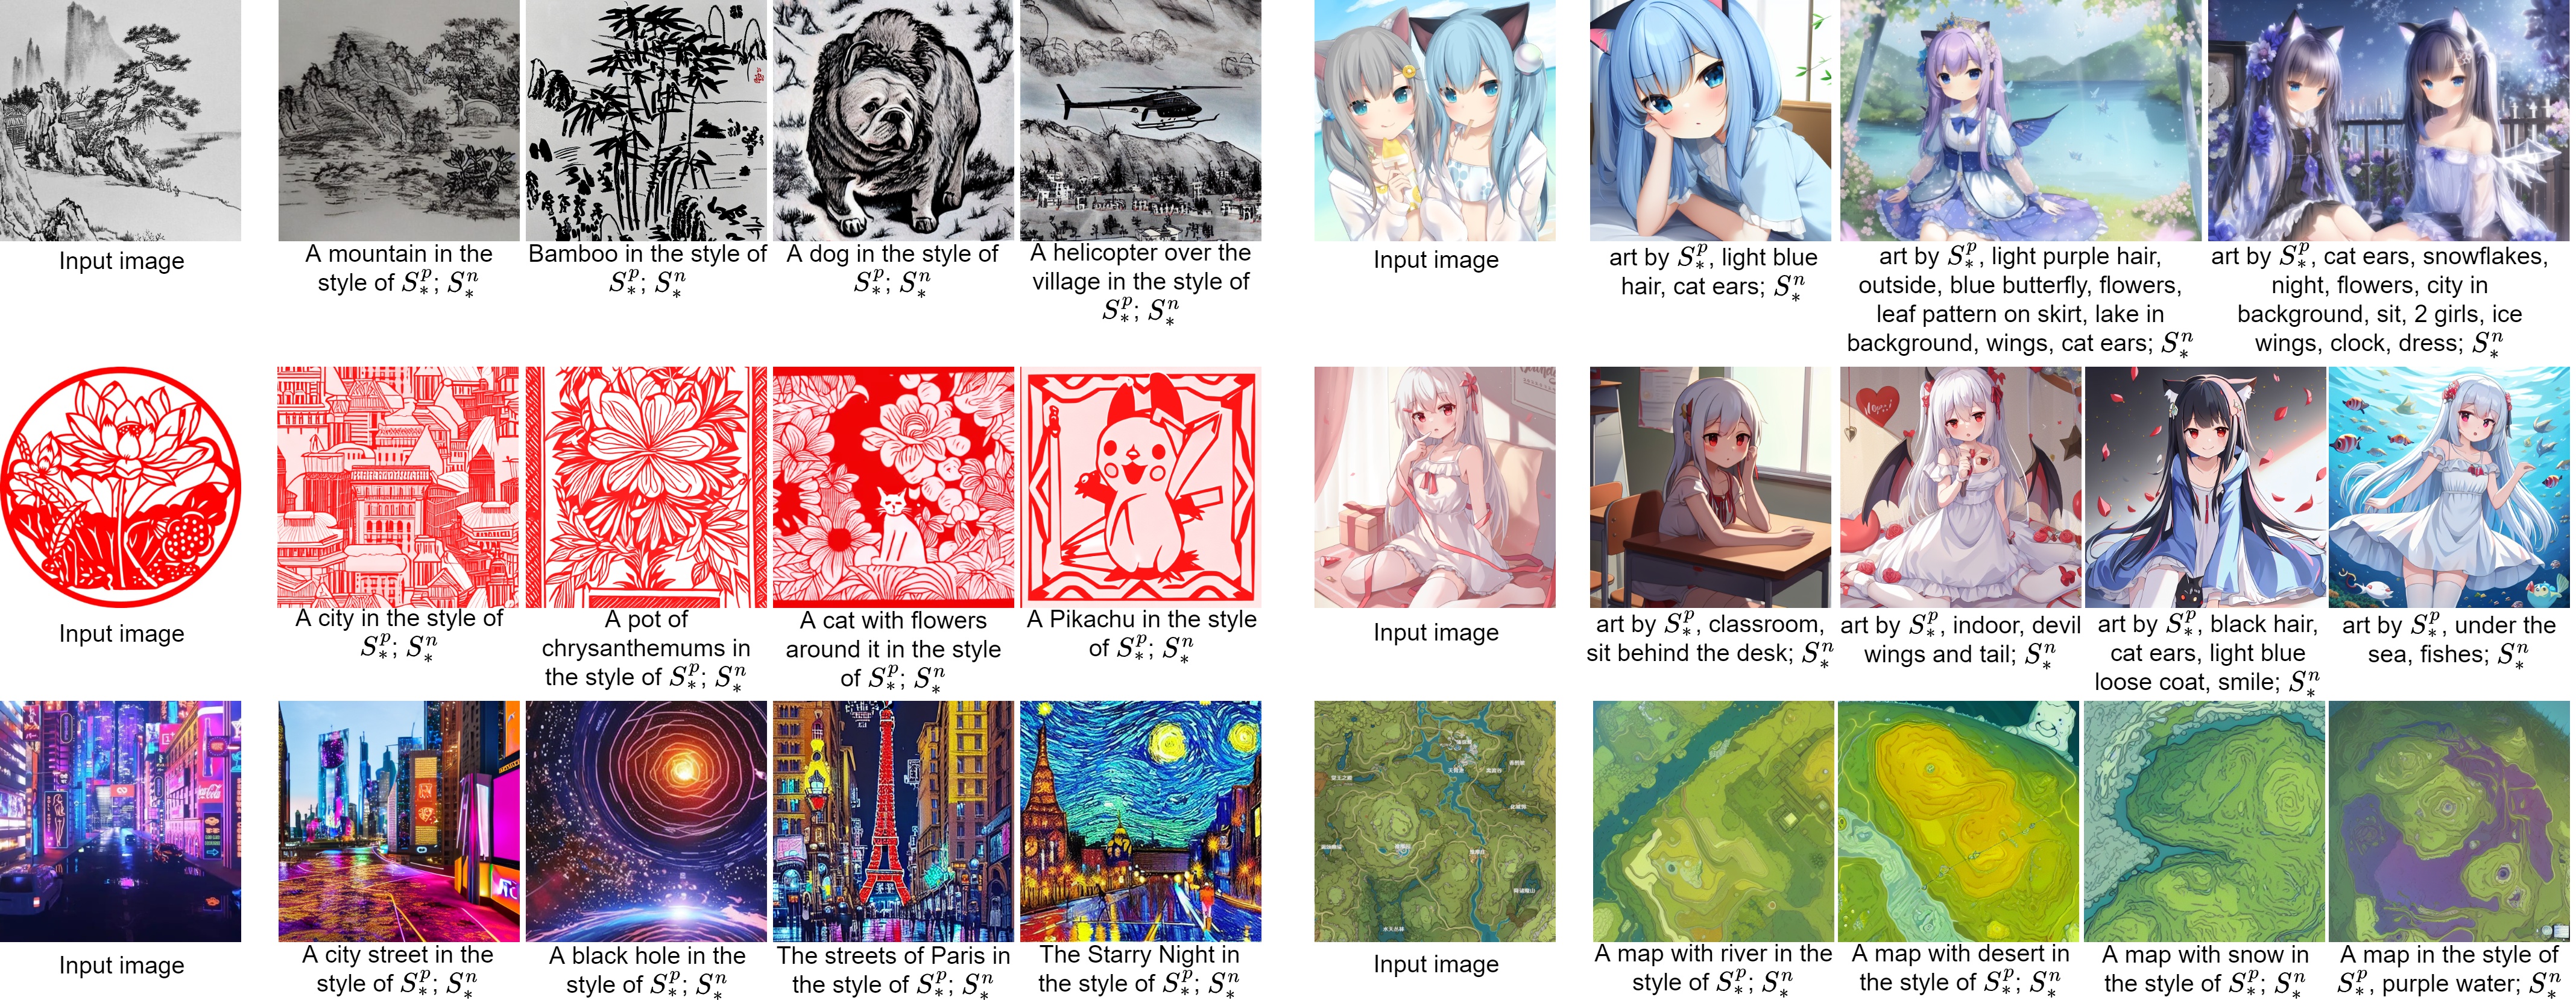 Input image
A mountain in the
style of $S_*^p$; $S_*^n$
Bamboo in the style of
$S_*^p$; $S_*^n$
A dog in the style of
$S_*^p$; $S_*^n$
A helicopter over the
village in the style of
$S_*^p$; $S_*^n$
Input image
art by $S_*^p$, light blue
hair, cat ears; $S_*^n$
art by $S_*^p$, light purple hair,
outside, blue butterfly, flowers,
leaf pattern on skirt, lake in
background, wings, cat ears; $S_*^n$
art by $S_*^p$, cat ears, snowflakes,
night, flowers, city in
background, sit, 2 girls, ice
wings, clock, dress; $S_*^n$
Input image
A city in the style of
$S_*^p$; $S_*^n$
A pot of
chrysanthemums in
the style of $S_*^p$; $S_*^n$
A cat with flowers
around it in the style
of $S_*^p$; $S_*^n$
A Pikachu in the style
of $S_*^p$; $S_*^n$
Input image
art by $S_*^p$, classroom,
sit behind the desk; $S_*^n$
art by $S_*^p$, indoor, devil
wings and tail; $S_*^n$
art by $S_*^p$, black hair,
cat ears, light blue
loose coat, smile; $S_*^n$
art by $S_*^p$, under the
sea, fishes; $S_*^n$
Input image
A city street in the
style of $S_*^p$; $S_*^n$
A black hole in the
style of $S_*^p$; $S_*^n$
The streets of Paris in
the style of $S_*^p$; $S_*^n$
The Starry Night in
the style of $S_*^p$; $S_*^n$
Input image
A map with river in the
style of $S_*^p$; $S_*^n$
A map with desert in
the style of $S_*^p$; $S_*^n$
A map with snow in
the style of $S_*^p$; $S_*^n$
A map in the style of
$S_*^p$, purple water; $S_*^n$